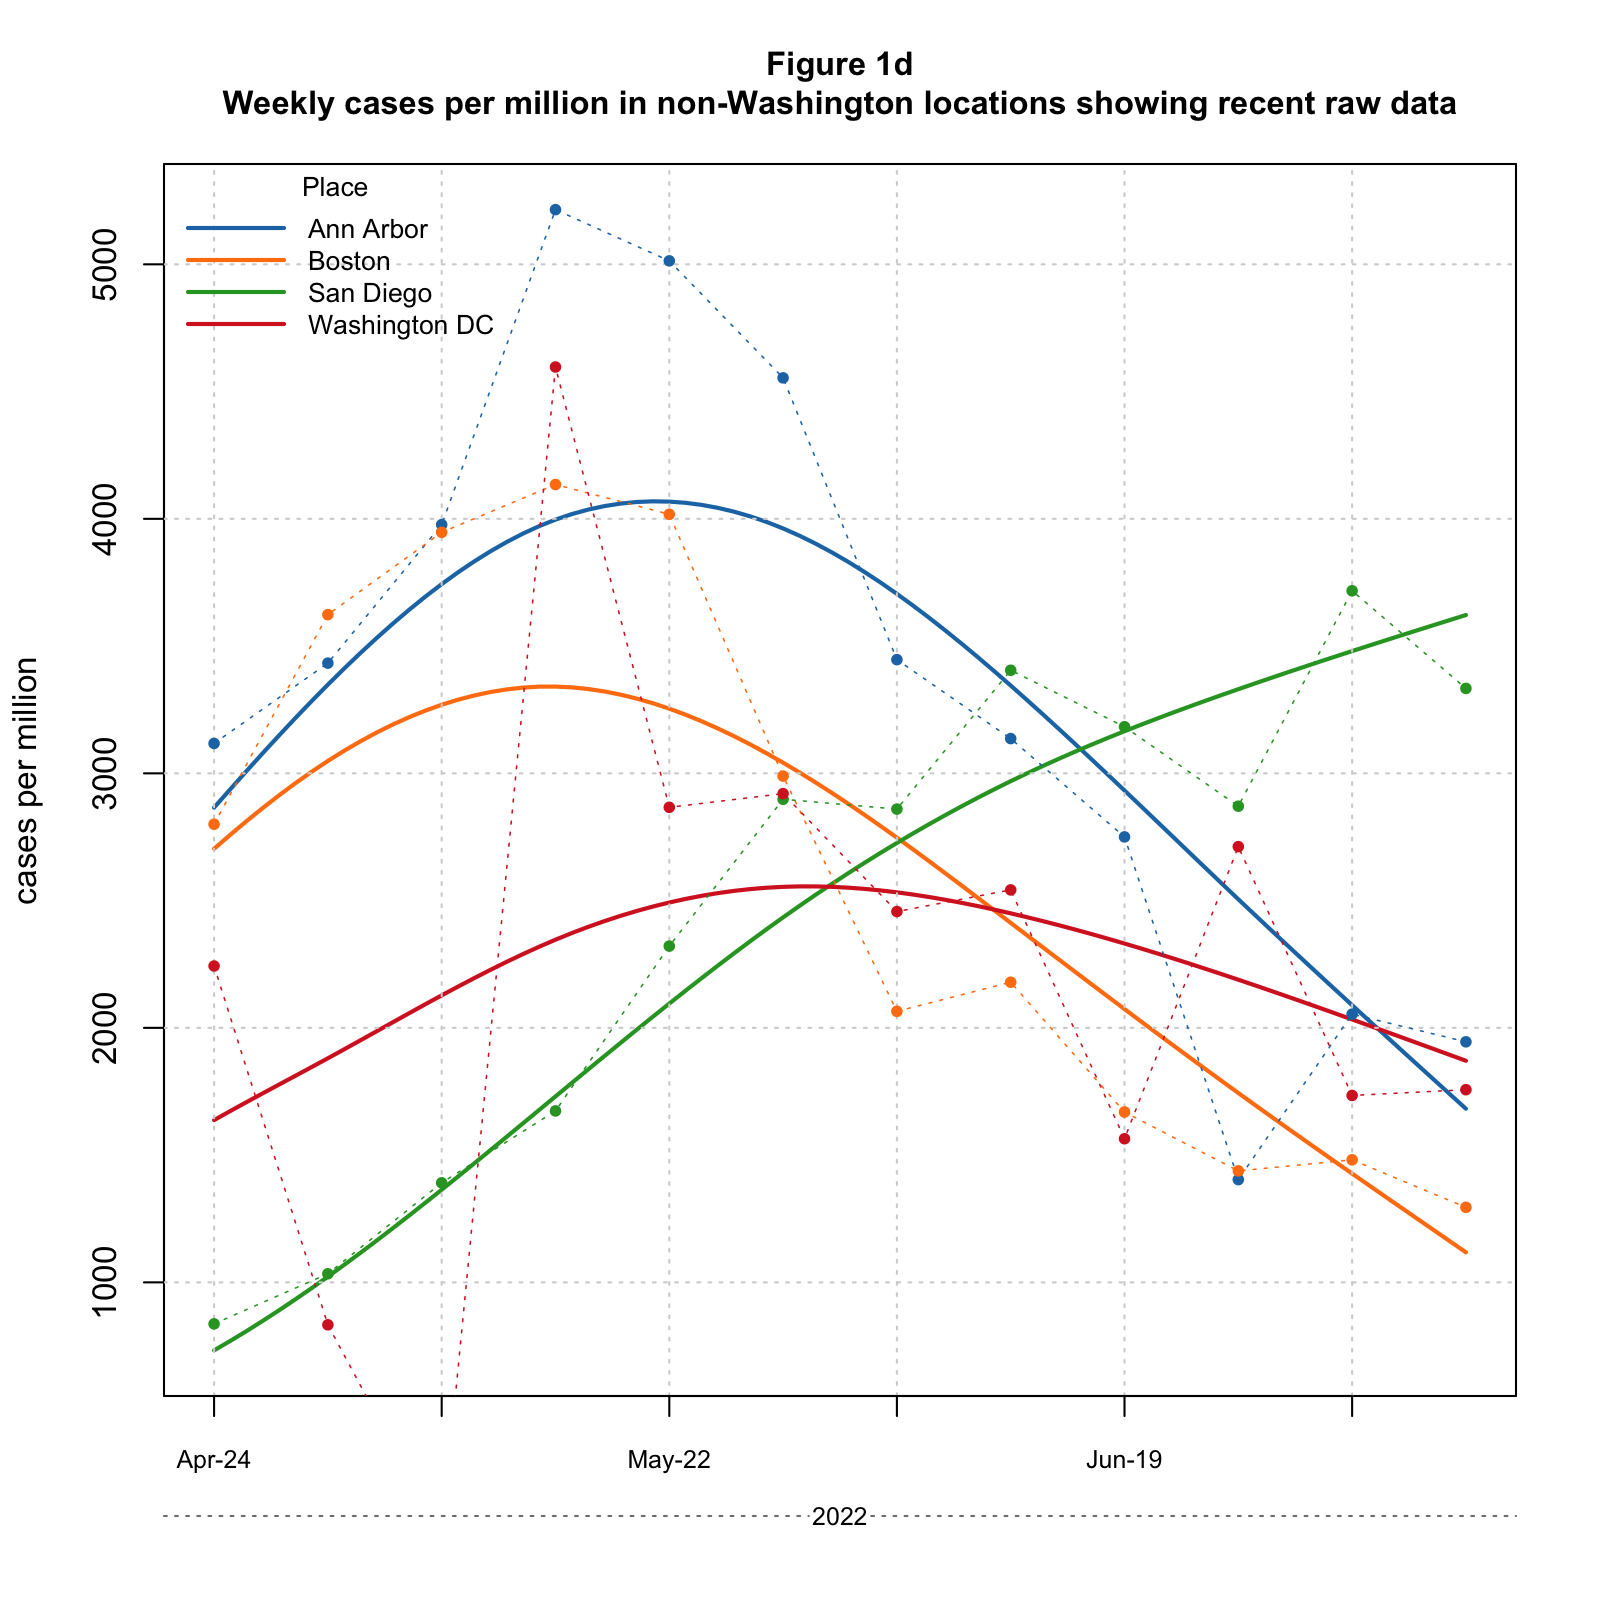 Figure 1d
Weekly cases per million in non-Washington locations showing recent raw data
Place
Ann Arbor
Boston
San Diego
Washington DC
cases per million
5000
4000
3000
2000
1000
Apr-24
May-22
Jun-19
2022